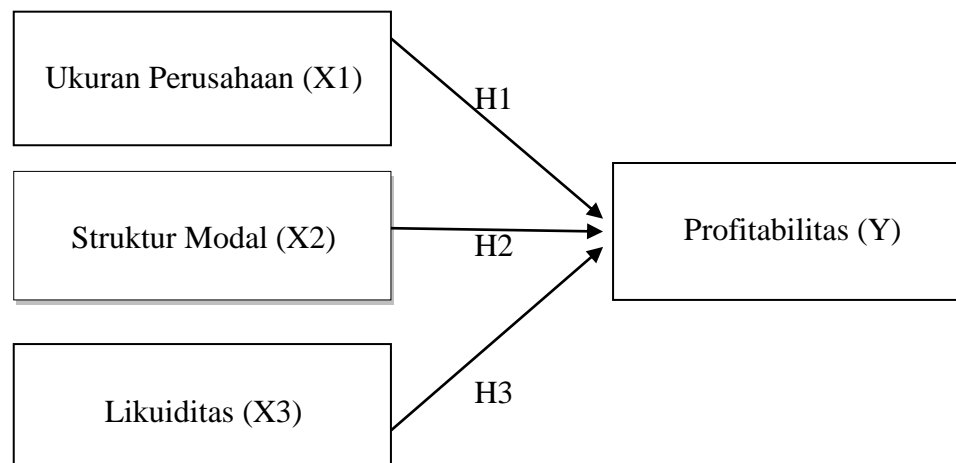 Ukuran Perusahaan (X1)
H1
Struktur Modal (X2)
H2
Profitabilitas (Y)
Likuiditas (X3)
H3